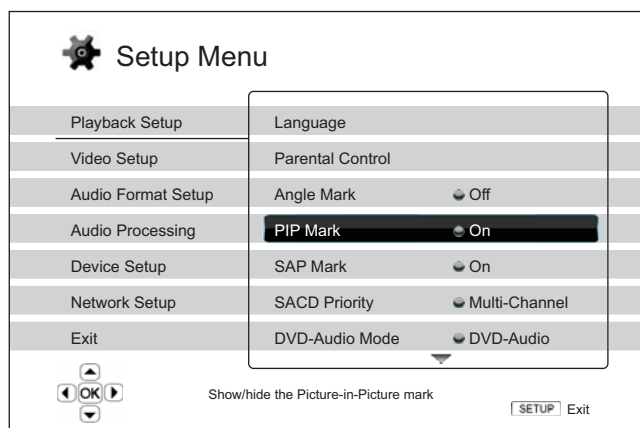 Setup Menu
Playback Setup
Video Setup
Audio Format Setup
Audio Processing
Device Setup
Network Setup
Exit
Language
Parental Control
Angle Mark Off
PIP Mark On
SAP Mark On
SACD Priority Multi-Channel
DVD-Audio Mode DVD-Audio
OK
Show/hide the Picture-in-Picture mark
SETUP Exit